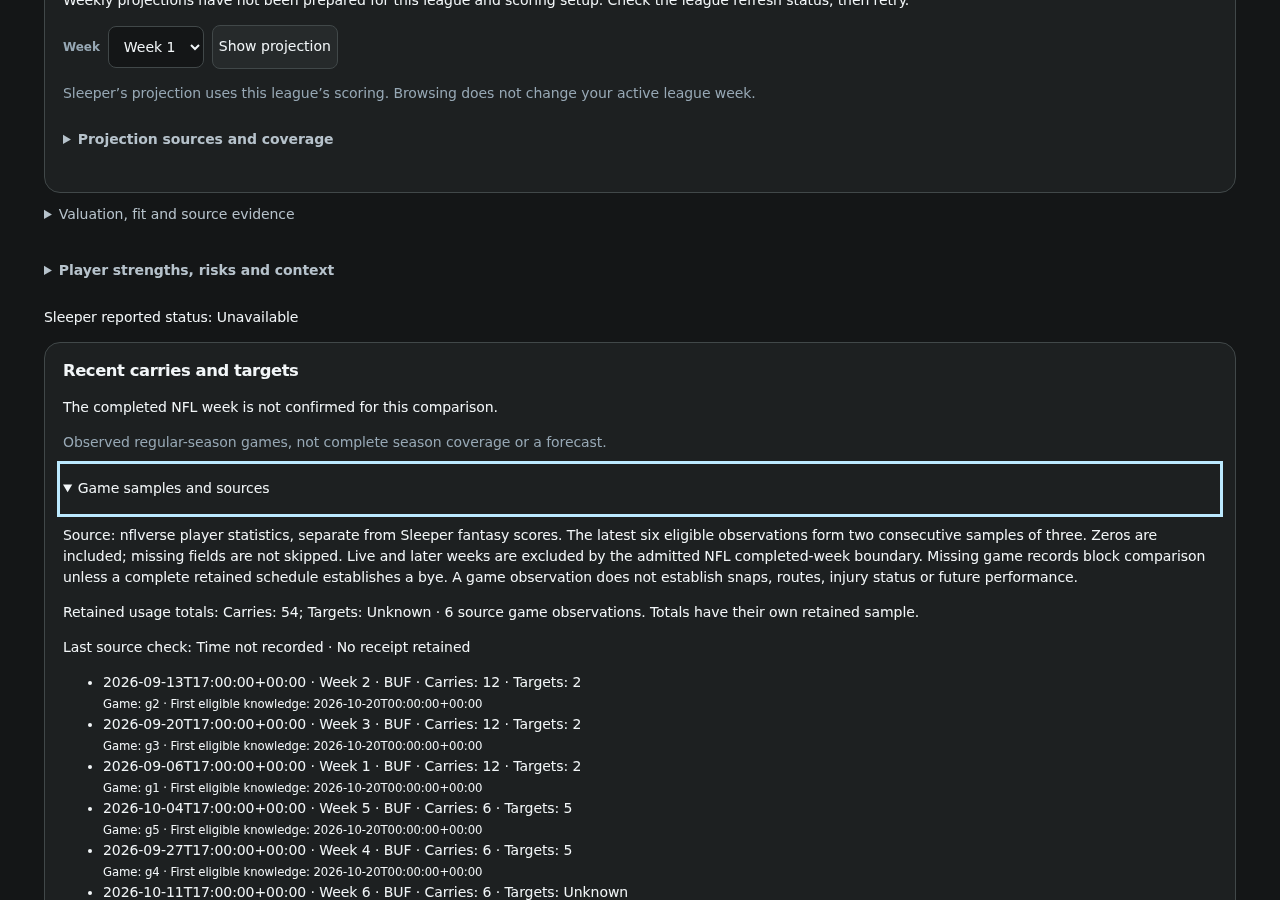 Weekly projections have not been prepared for this league and scoring setup. Check the league refresh status, then retry.
Week
Week 1
Show projection
Sleeper’s projection uses this league’s scoring. Browsing does not change your active league week.
Projection sources and coverage
Valuation, fit and source evidence
Player strengths, risks and context
Sleeper reported status: Unavailable
Recent carries and targets
The completed NFL week is not confirmed for this comparison.
Observed regular-season games, not complete season coverage or a forecast.
Game samples and sources
Source: nflverse player statistics, separate from Sleeper fantasy scores. The latest six eligible observations form two consecutive samples of three. Zeros are
included; missing fields are not skipped. Live and later weeks are excluded by the admitted NFL completed-week boundary. Missing game records block comparison
unless a complete retained schedule establishes a bye. A game observation does not establish snaps, routes, injury status or future performance.
Retained usage totals: Carries: 54; Targets: Unknown · 6 source game observations. Totals have their own retained sample.
Last source check: Time not recorded · No receipt retained
• 2026-09-13T17:00:00+00:00 · Week 2 · BUF · Carries: 12 · Targets: 2
Game: g2 · First eligible knowledge: 2026-10-20T00:00:00+00:00
• 2026-09-20T17:00:00+00:00 · Week 3 · BUF · Carries: 12 · Targets: 2
Game: g3 · First eligible knowledge: 2026-10-20T00:00:00+00:00
• 2026-09-06T17:00:00+00:00 · Week 1 · BUF · Carries: 12 · Targets: 2
Game: g1 · First eligible knowledge: 2026-10-20T00:00:00+00:00
• 2026-10-04T17:00:00+00:00 · Week 5 · BUF · Carries: 6 · Targets: 5
Game: g5 · First eligible knowledge: 2026-10-20T00:00:00+00:00
• 2026-09-27T17:00:00+00:00 · Week 4 · BUF · Carries: 6 · Targets: 5
Game: g4 · First eligible knowledge: 2026-10-20T00:00:00+00:00
• 2026-10-11T17:00:00+00:00 · Week 6 · BUF · Carries: 6 · Targets: Unknown